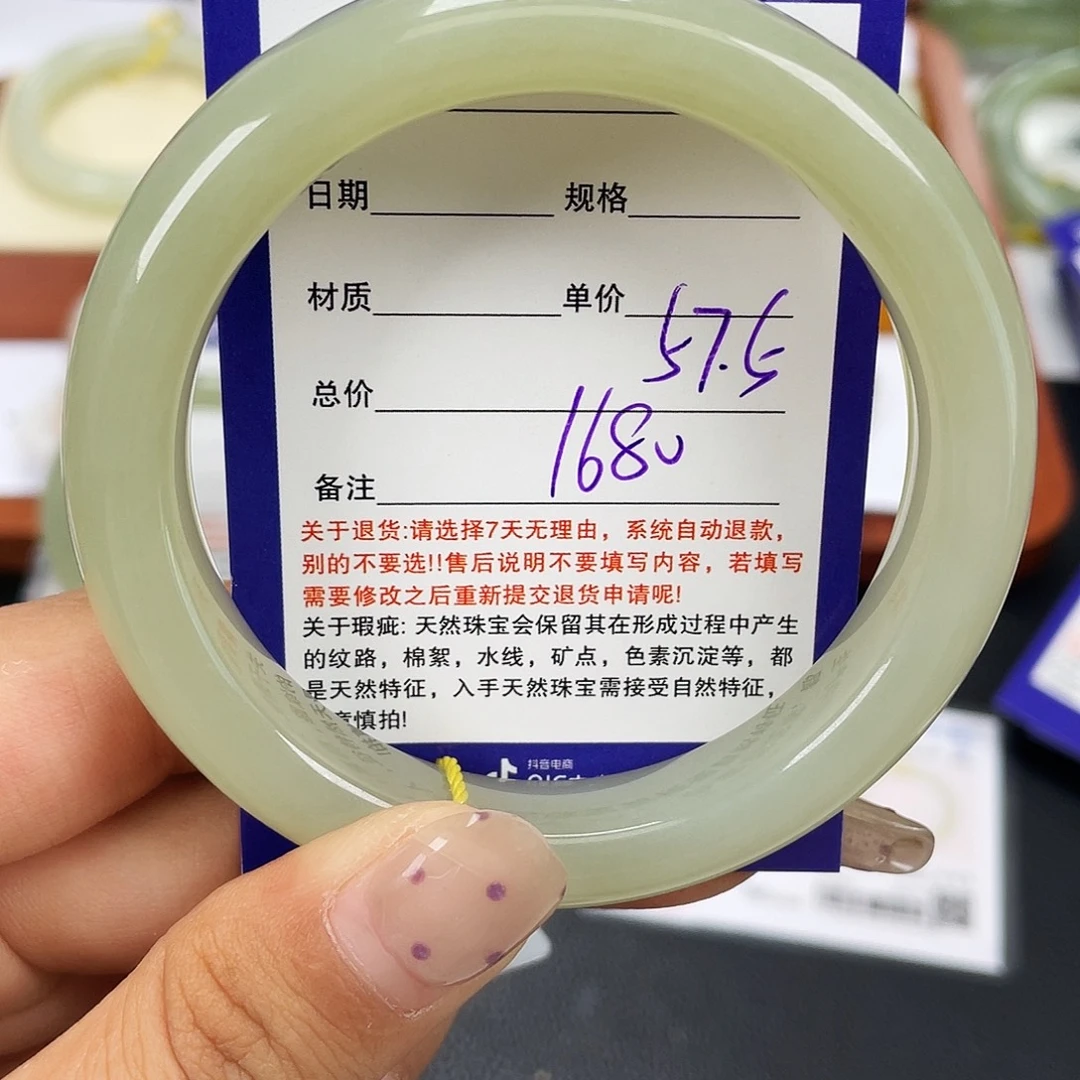 日期 规格
材质 单价
57.5
总价
1680
备注
关于退货:请选择7天无理由，系统自动退款，
别的不要选!!售后说明不要填写内容，若填写
需要修改之后重新提交退货申请呢!
关于瑕疵: 天然珠宝会保留其在形成过程中产生
的纹路，棉絮，水线，矿点，色素沉淀等，都
是天然特征，入手天然珠宝需接受自然特征，
慎拍!
抖音电商